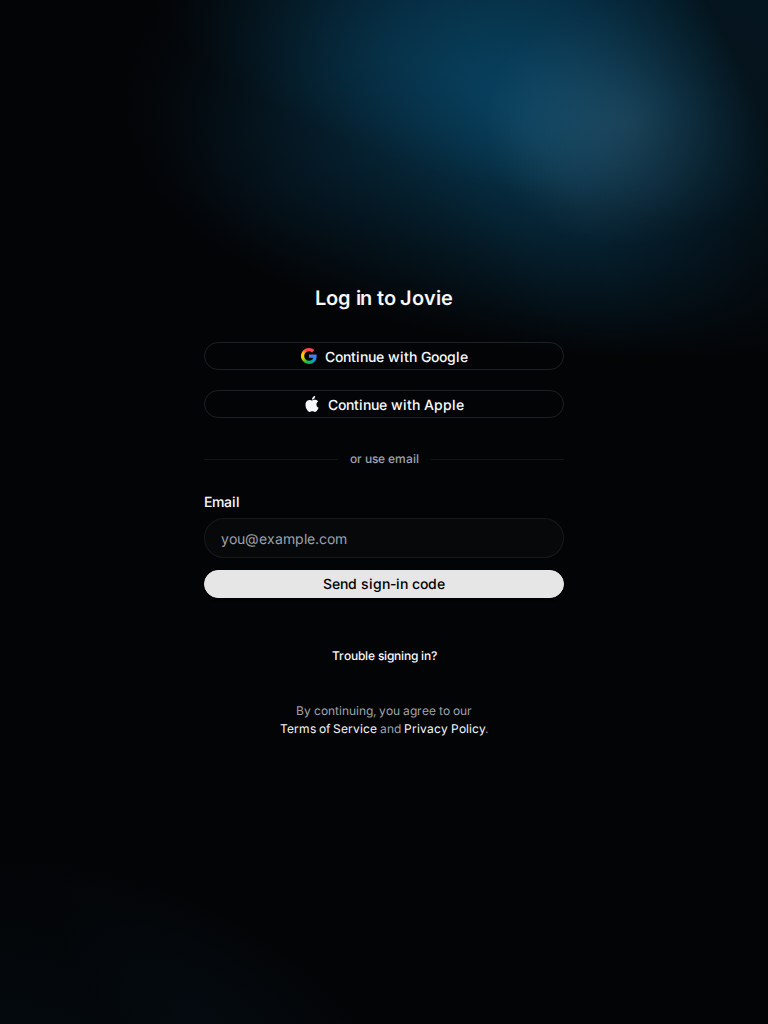 Log in to Jovie
Continue with Google
Continue with Apple
or use email
Email
you@example.com
Send sign-in code
Trouble signing in?
By continuing, you agree to our
Terms of Service and Privacy Policy.